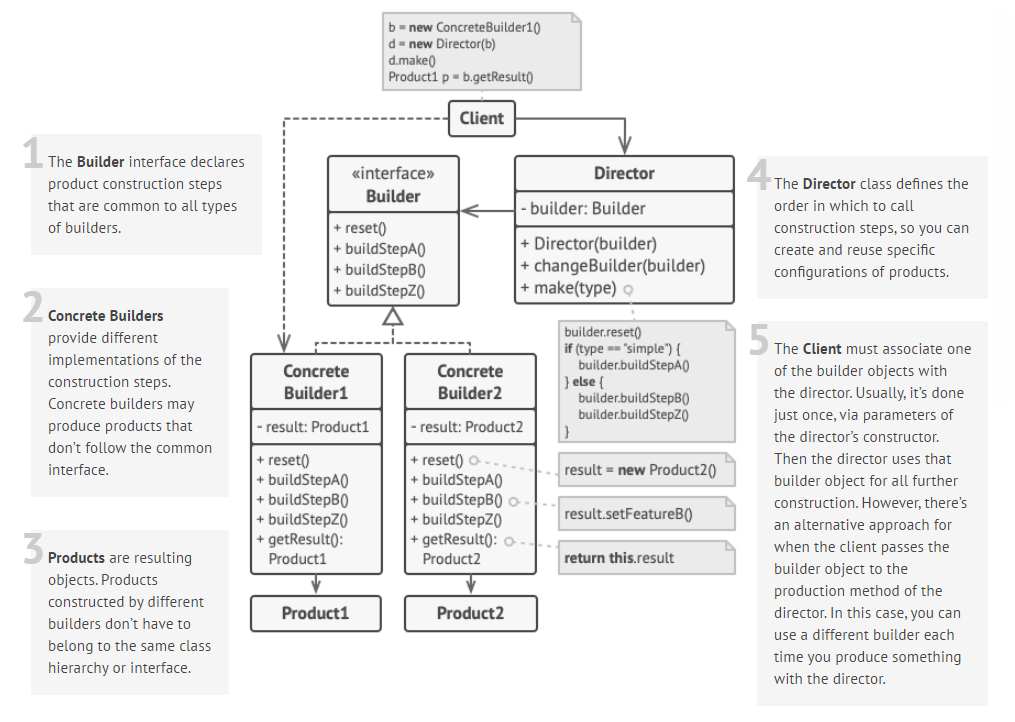 b = new ConcreteBuilder1()
d = new Director(b)
d.make()
Product1 p = b.getResult()
Client
1
The Builder interface declares
product construction steps
that are common to all types
of builders.
«interface»
Builder
+ reset()
+ buildStepA()
+ buildStepB()
+ buildStepZ()
Director
- builder: Builder
+ Director(builder)
+ changeBuilder(builder)
+ make(type)
4
The Director class defines the
order in which to call
construction steps, so you can
create and reuse specific
configurations of products.
2
Concrete Builders
provide different
implementations of the
construction steps.
Concrete builders may
produce products that
don't follow the common
interface.
builder.reset()
if (type == "simple") {
builder.buildStepA()
} else {
builder.buildStepB()
builder.buildStepZ()
}
Concrete
Builder1
- result: Product1
+ reset()
+ buildStepA()
+ buildStepB()
+ buildStepZ()
+ getResult():
Product1
Concrete
Builder2
- result: Product2
+ reset()
+ buildStepA()
+ buildStepB()
+ buildStepZ()
+ getResult():
Product2
result = new Product2()
result.setFeatureB()
return this.result
5
The Client must associate one
of the builder objects with
the director. Usually, it's done
just once, via parameters of
the director's constructor.
Then the director uses that
builder object for all further
construction. However, there's
an alternative approach for
when the client passes the
builder object to the
production method of the
director. In this case, you can
use a different builder each
time you produce something
with the director.
3
Products are resulting
objects. Products
constructed by different
builders don't have to
belong to the same class
hierarchy or interface.
Product1
Product2